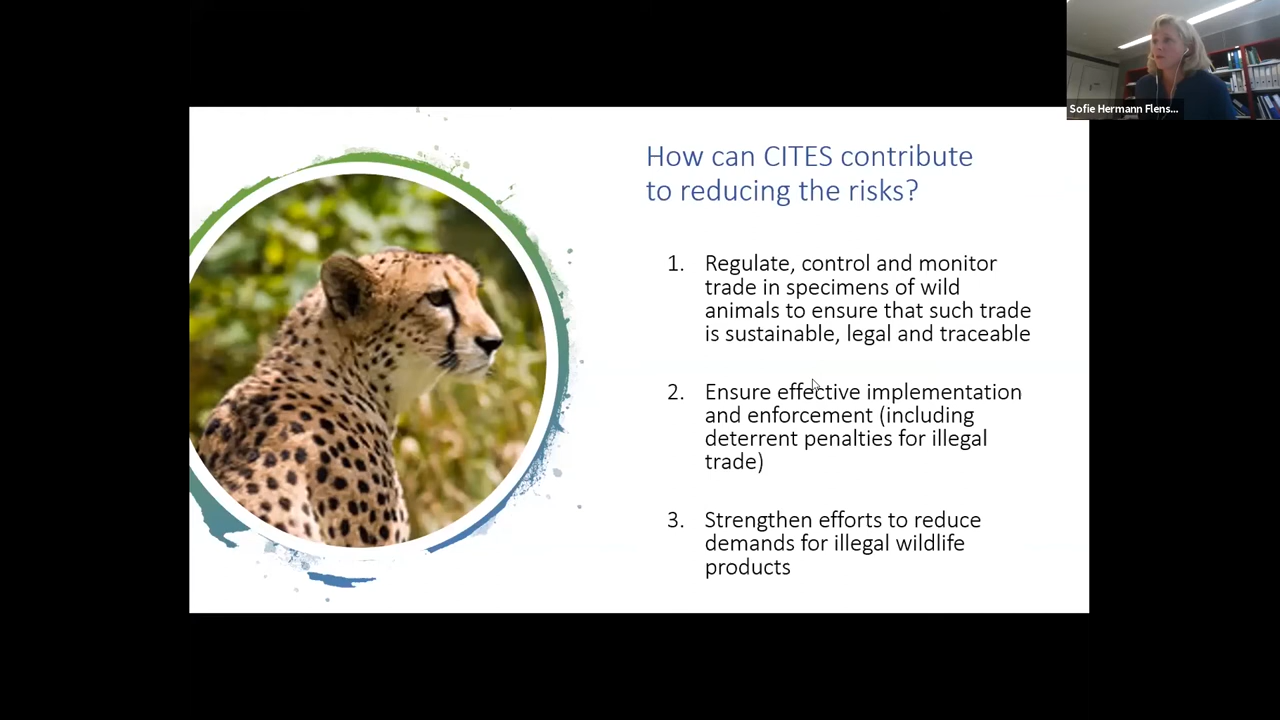 Sofie Hermann Flens...
How can CITES contribute
to reducing the risks?
1. Regulate, control and monitor
trade in specimens of wild
animals to ensure that such trade
is sustainable, legal and traceable
2. Ensure effective implementation
and enforcement (including
deterrent penalties for illegal
trade)
3. Strengthen efforts to reduce
demands for illegal wildlife
products